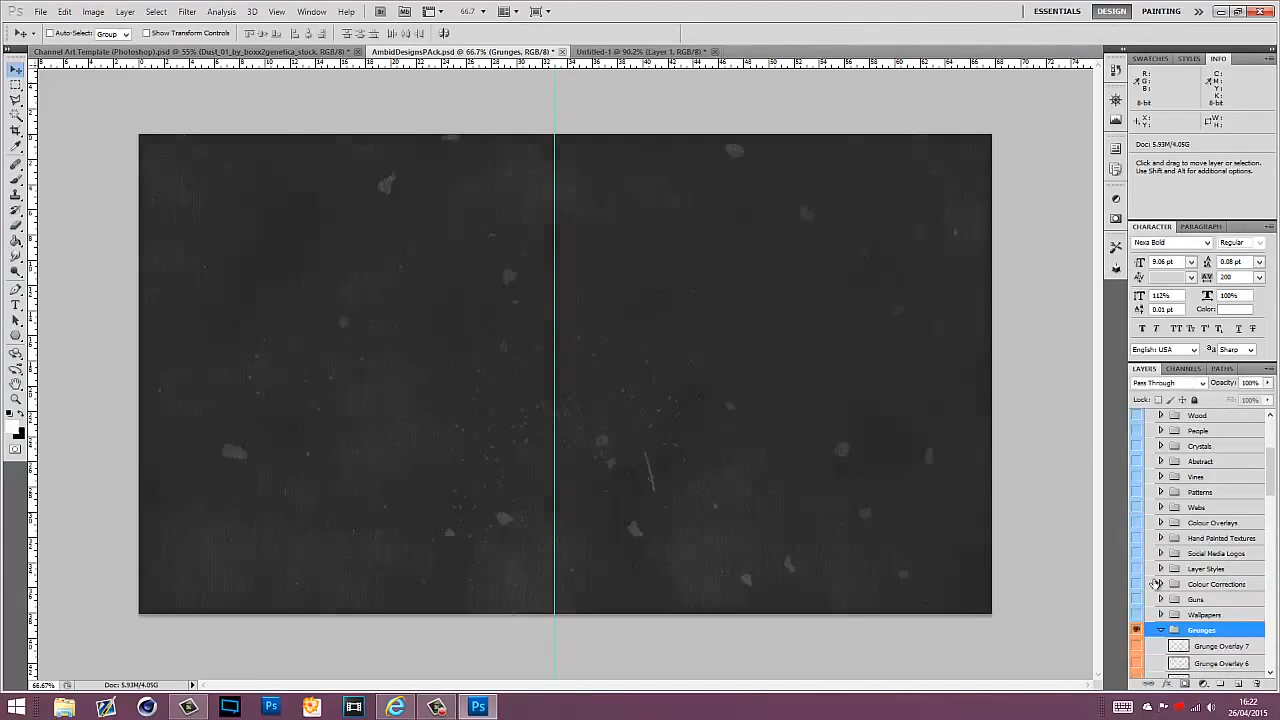 Ps File Edit Image Layer Select Filter Analysis 3D View Window Help Br Mb 66.7 ESSENTIALS DESIGN PAINTING
Auto-Select: Group Show Transform Controls
Channel Art Template (Photoshop).psd @ 55% (Dust_01_by_boxx2genetica_stock, RGB/8) * AmbidDesignsPAck.psd @ 66.7% (Grunges, RGB/8) * Untitled-1 @ 90.2% (Layer 1, RGB/8) *
SWATCHES STYLES INFO
R: C:
G: M:
B: Y:
K:
8-bit 8-bit
X: W:
Y: H:
Doc: 5.93M/4.05G
Click and drag to move layer or selection.
Use Shift and Alt for additional options.
CHARACTER PARAGRAPH
Nexa Bold Regular
9.06 pt 0.08 pt
200
112% 100%
0.01 pt Color:
English: USA Sharp
LAYERS CHANNELS PATHS
Pass Through Opacity: 100%
Lock: Fill: 100%
Wood
People
Crystals
Abstract
Vines
Patterns
Webs
Colour Overlays
Hand Painted Textures
Social Media Logos
Layer Styles
Colour Corrections
Guns
Wallpapers
Grunges
Grunge Overlay 7
Grunge Overlay 6
66.67% Doc: 5.93M/4.05G
16:22
26/04/2015